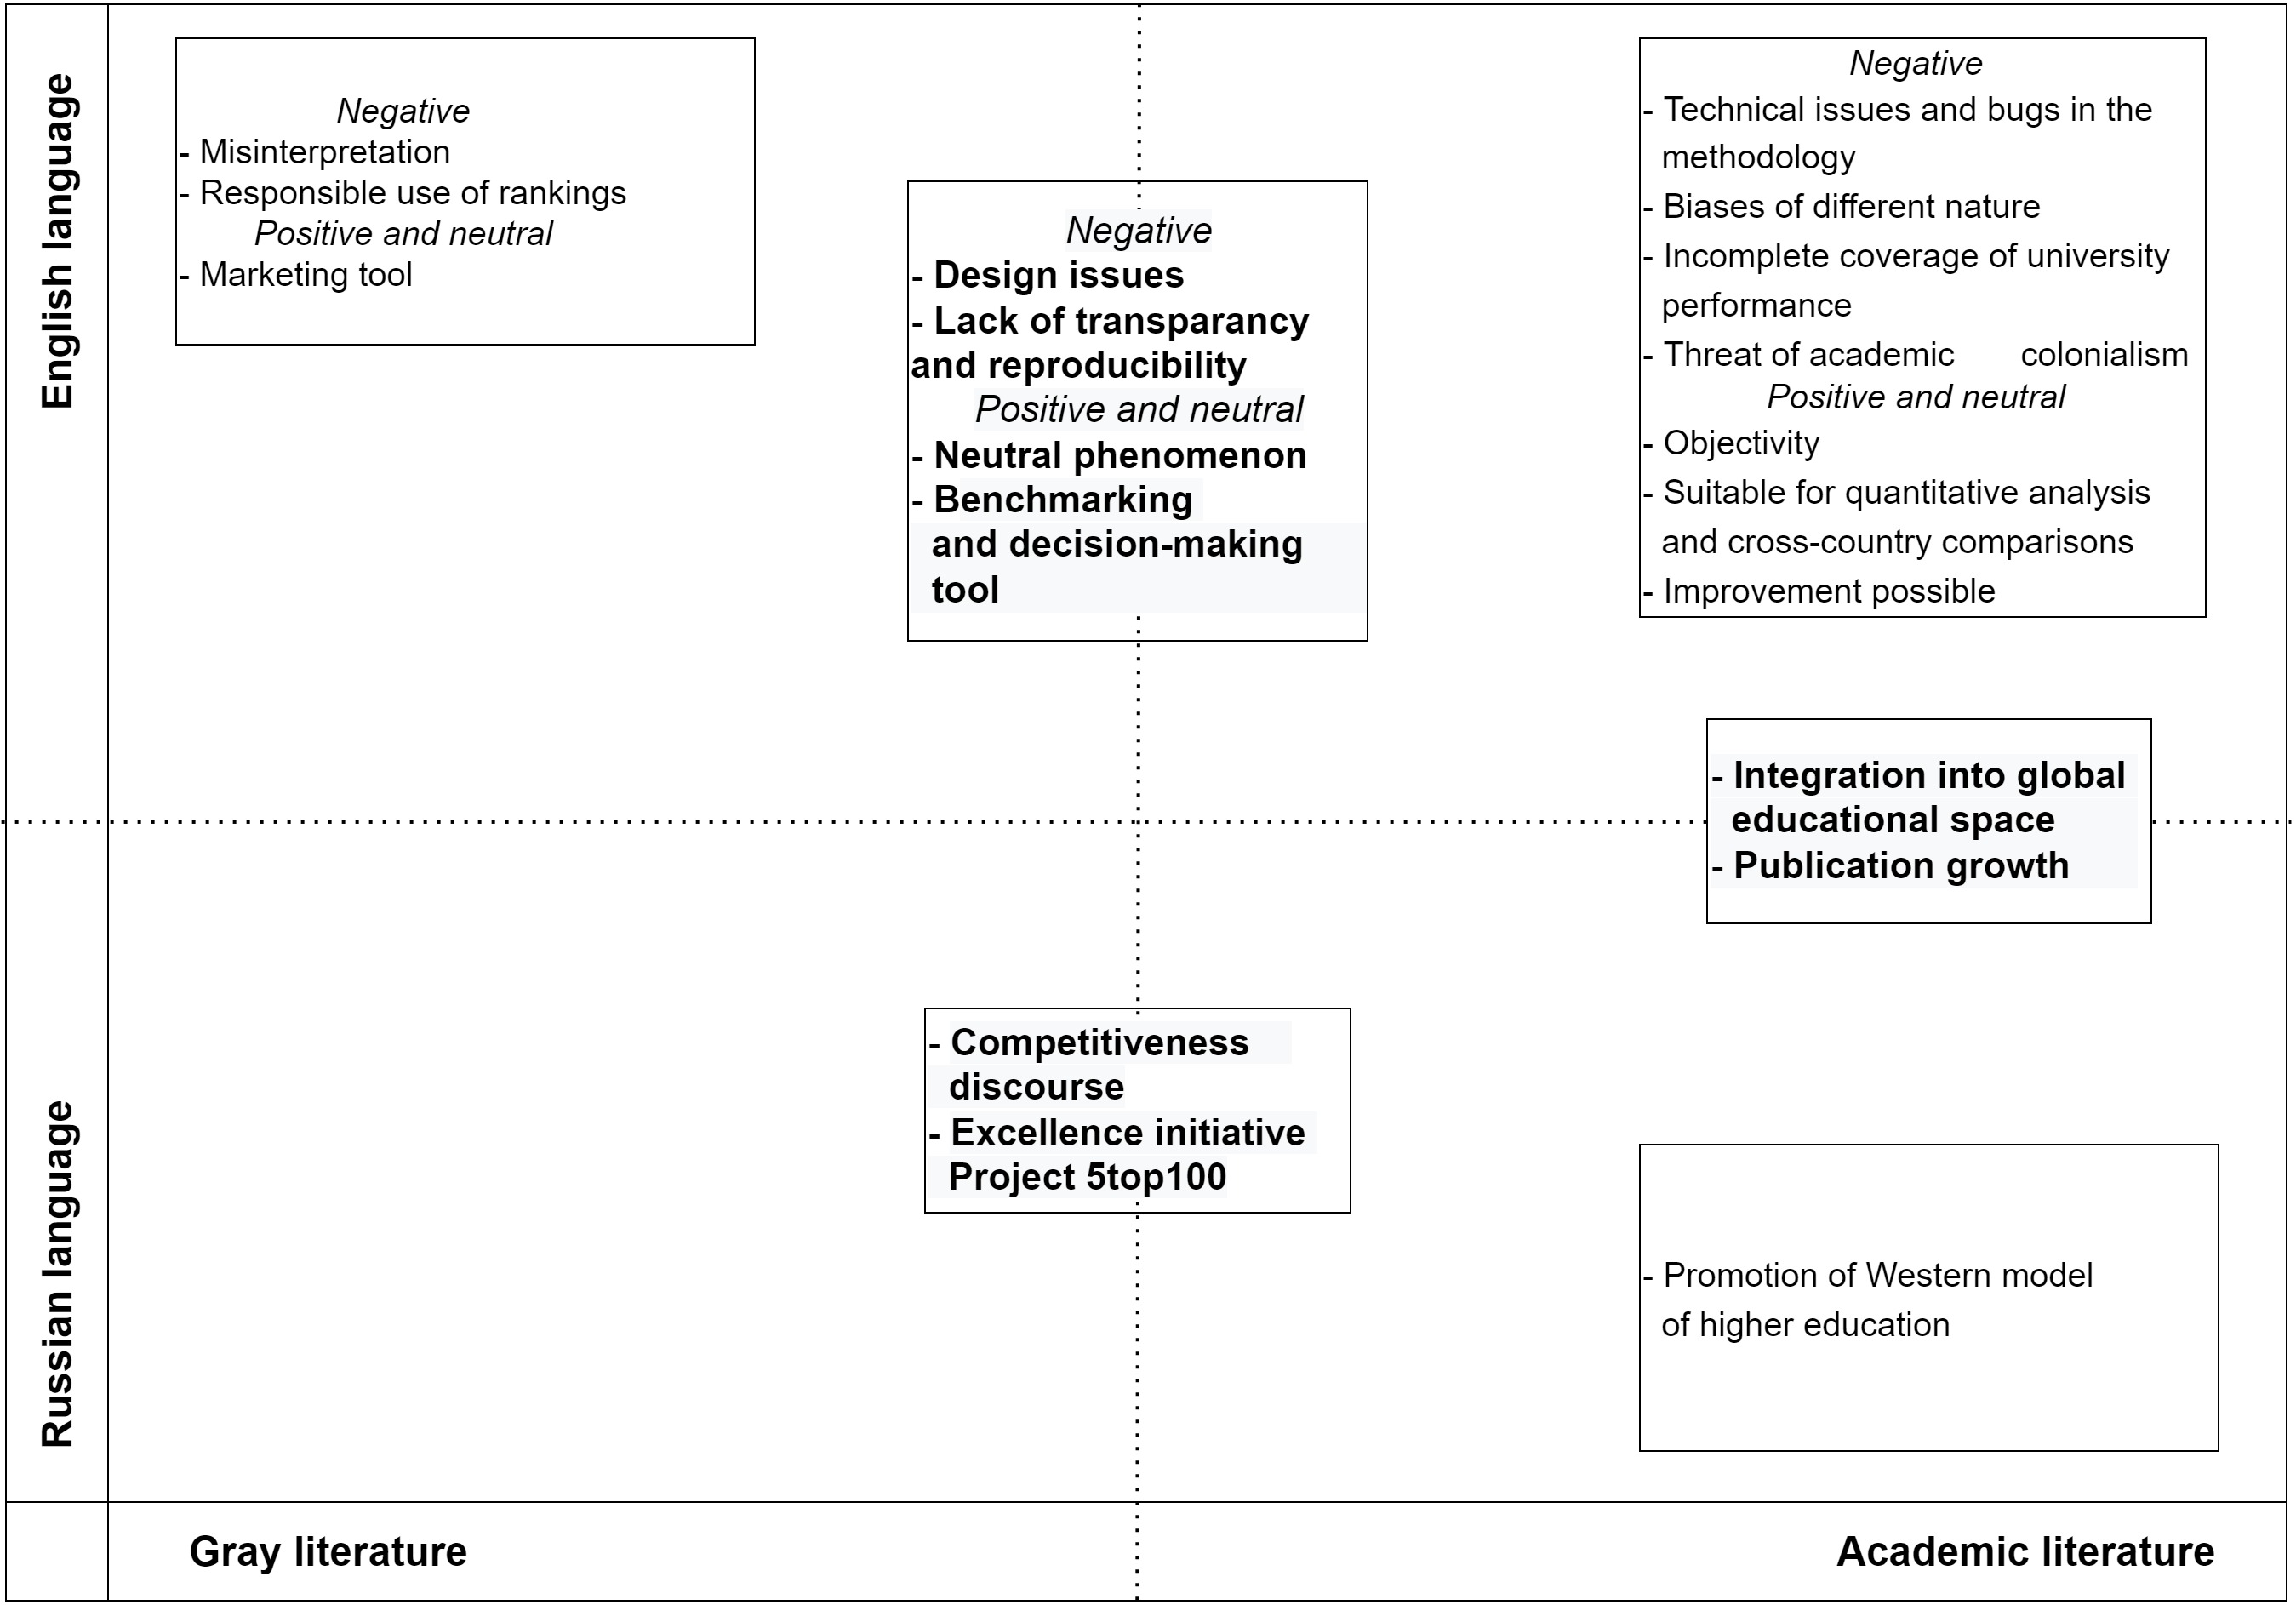 English language
Negative
- Misinterpretation
- Responsible use of rankings
Positive and neutral
- Marketing tool
Negative
- Design issues
- Lack of transparancy
and reproducibility
Positive and neutral
- Neutral phenomenon
- Benchmarking
and decision-making
tool
Negative
- Technical issues and bugs in the
methodology
- Biases of different nature
- Incomplete coverage of university
performance
- Threat of academic colonialism
Positive and neutral
- Objectivity
- Suitable for quantitative analysis
and cross-country comparisons
- Improvement possible
- Integration into global
educational space
- Publication growth
Russian language
- Competitiveness
discourse
- Excellence initiative
Project 5top100
- Promotion of Western model
of higher education
Gray literature
Academic literature